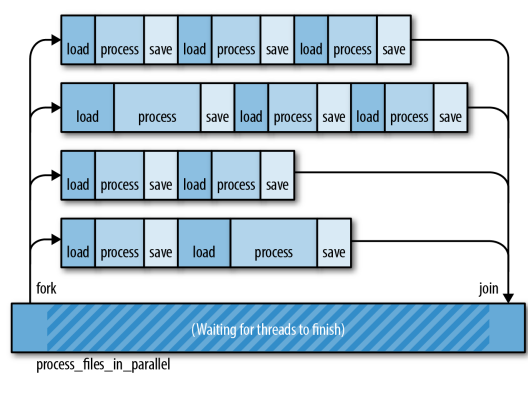 load process save load process save load process save
load process save load process save load process save
load process save load process save
load process save load process save
fork join
(Waiting for threads to finish)
process_files_in_parallel